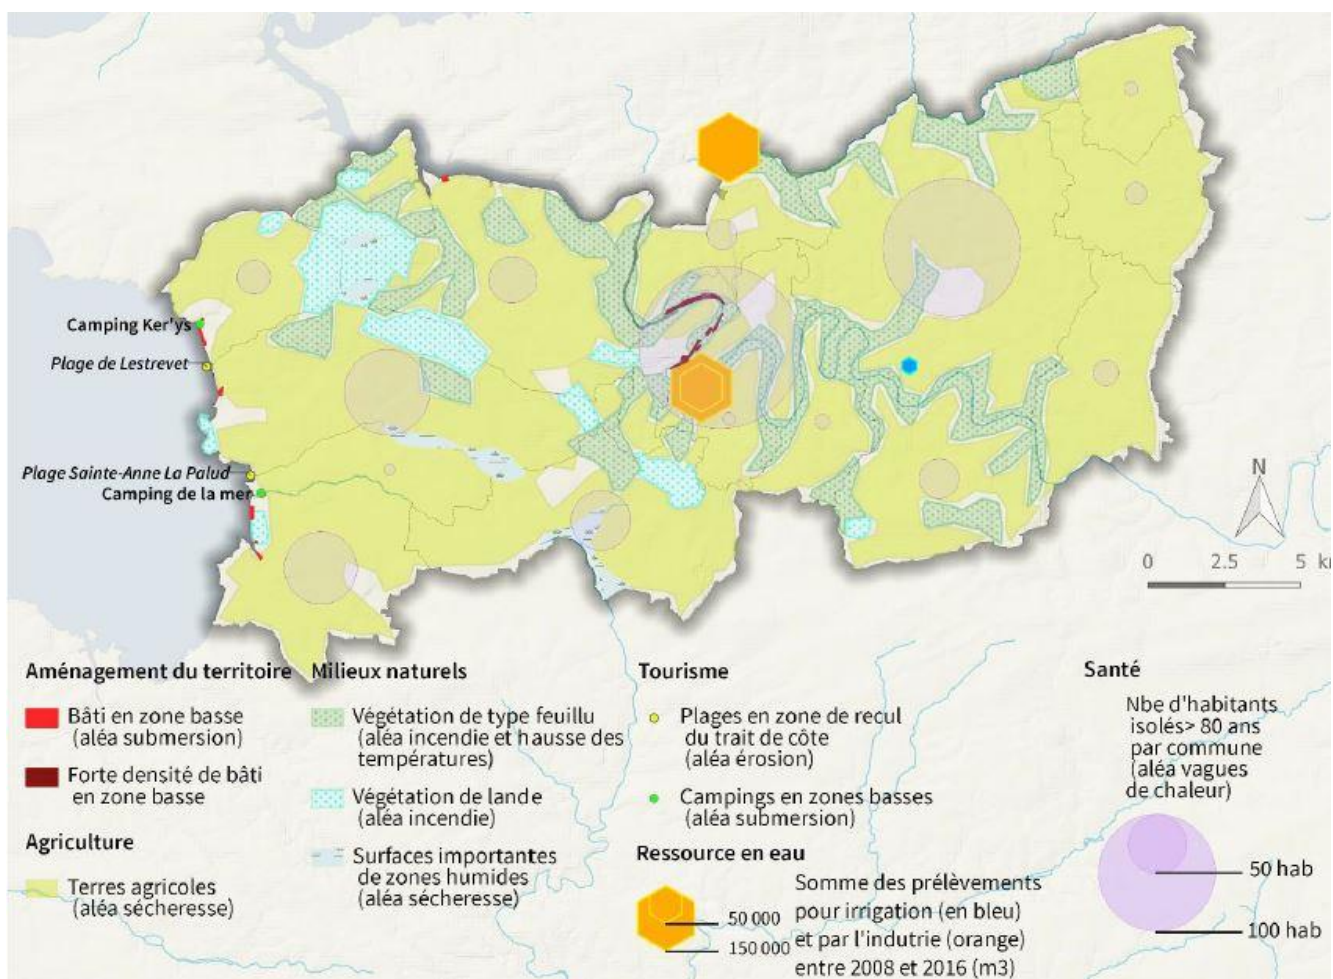 Camping Ker'ys
Plage de Lestrevet
Plage Sainte-Anne La Palud
Camping de la mer
N
0 2.5 5 k
Aménagement du territoire
Bâti en zone basse
(aléa submersion)
Forte densité de bâti
en zone basse
Agriculture
Terres agricoles
(aléa sécheresse)
Milieux naturels
Végétation de type feuillu
(aléa incendie et hausse des
températures)
Végétation de lande
(aléa incendie)
Surfaces importantes
de zones humides
(aléa sécheresse)
Tourisme
Plages en zone de recul
du trait de côte
(aléa érosion)
Campings en zones basses
(aléa submersion)
Ressource en eau
50 000
150 000
Somme des prélèvements
pour irrigation (en bleu)
et par l'indutrie (orange)
entre 2008 et 2016 (m3)
Santé
Nbe d'habitants
isolés> 80 ans
par commune
(aléa vagues
de chaleur)
50 hab
100 hab